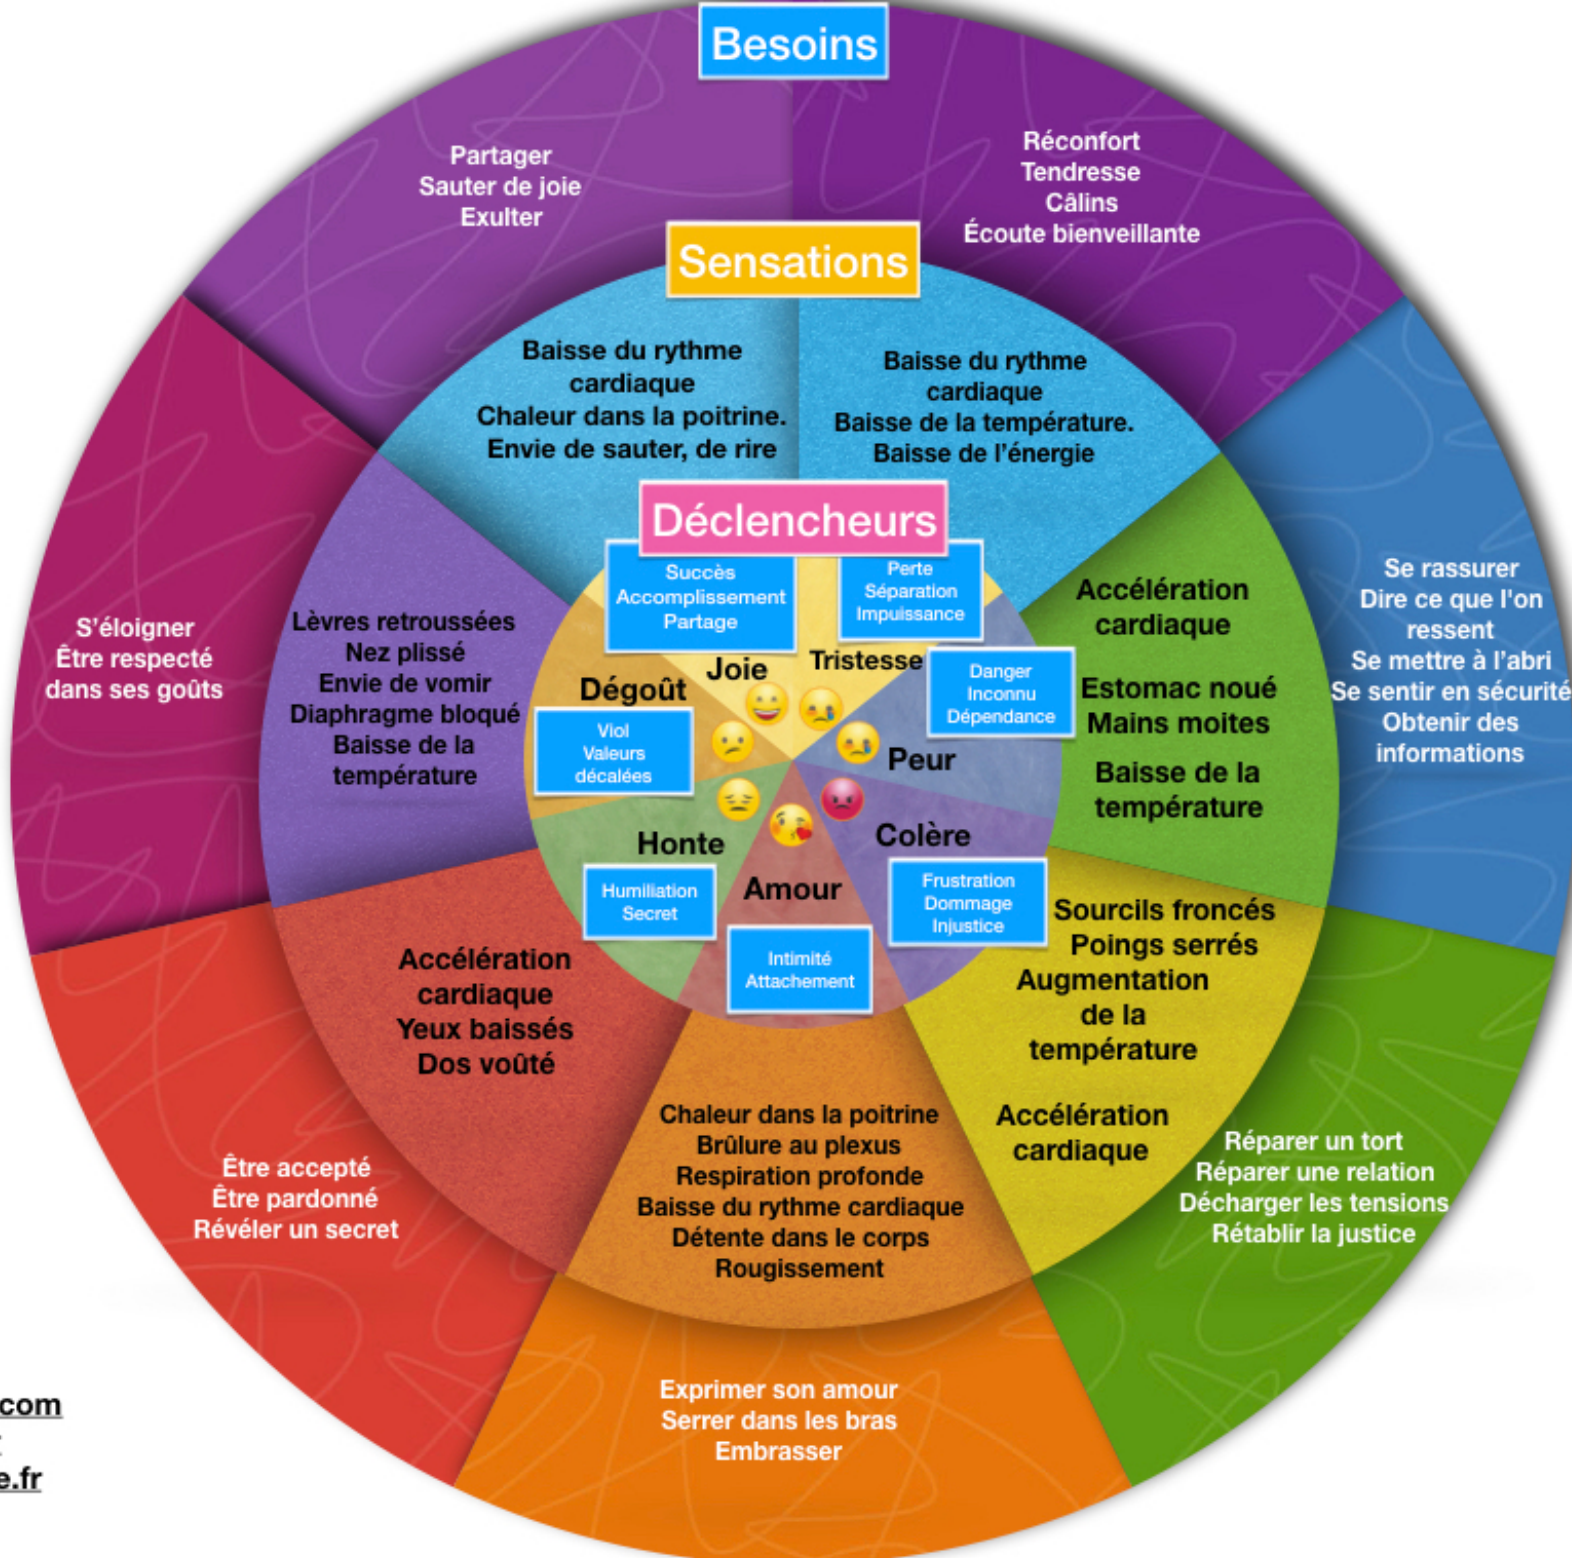 Besoins
Partager
Sauter de joie
Exulter
Réconfort
Tendresse
Câlins
Écoute bienveillante
Se rassurer
Dire ce que l'on
ressent
Se mettre à l'abri
Se sentir en sécurité
Obtenir des
informations
Réparer un tort
Réparer une relation
Décharger les tensions
Rétablir la justice
Exprimer son amour
Serrer dans les bras
Embrasser
Être accepté
Être pardonné
Révéler un secret
S'éloigner
Être respecté
dans ses goûts
Sensations
Baisse du rythme
cardiaque
Chaleur dans la poitrine.
Envie de sauter, de rire
Baisse du rythme
cardiaque
Baisse de la température.
Baisse de l'énergie
Accélération
cardiaque
Estomac noué
Mains moites
Baisse de la
température
Sourcils froncés
Poings serrés
Augmentation
de la
température
Accélération
cardiaque
Chaleur dans la poitrine
Brûlure au plexus
Respiration profonde
Baisse du rythme cardiaque
Détente dans le corps
Rougissement
Accélération
cardiaque
Yeux baissés
Dos voûté
Lèvres retroussées
Nez plissé
Envie de vomir
Diaphragme bloqué
Baisse de la
température
Déclencheurs
Succès
Accomplissement
Partage
Joie
Perte
Séparation
Impuissance
Tristesse
Danger
Inconnu
Dépendance
Peur
Colère
Frustration
Dommage
Injustice
Amour
Intimité
Attachement
Honte
Humiliation
Secret
Dégoût
Viol
Valeurs
décalées
com
e.fr